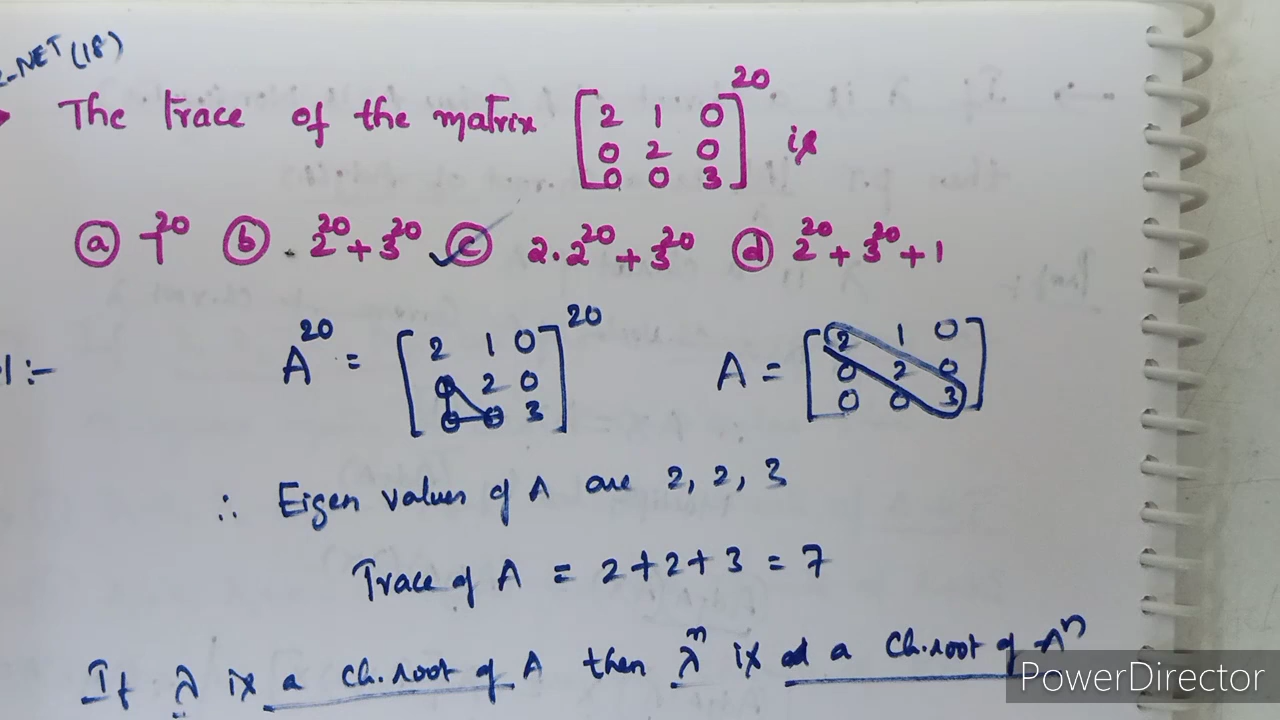 NET (18)
The trace of the matrix [2 1 0
0 2 0
0 0 3]^20 is
(a) 7^20 (b) 2^20 + 3^20 (c) 2.2^20 + 3^20 (d) 2^20 + 3^20 + 1
:- A^20 = [2 1 0
0 2 0
0 0 3]^20 A = [2 1 0
0 2 0
0 0 3]
∴ Eigen values of A are 2, 2, 3
Trace of A = 2+2+3 = 7
If λ is a ch.root of A then λ^n is a ch.root of A^n
PowerDirector